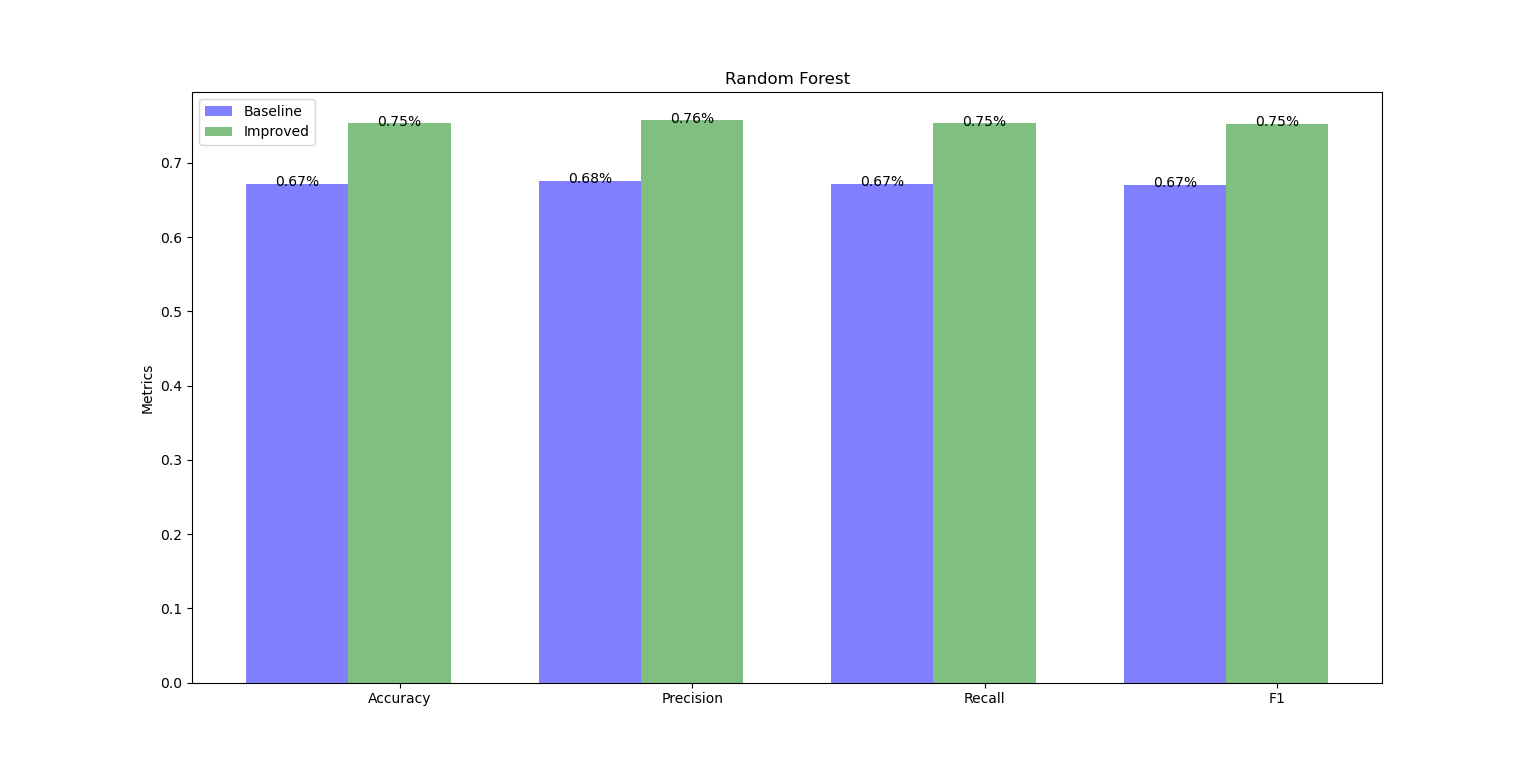 Random Forest
Baseline
Improved
0.67%
0.75%
0.68%
0.76%
0.67%
0.75%
0.67%
0.75%
Metrics
0.7
0.6
0.5
0.4
0.3
0.2
0.1
0.0
Accuracy
Precision
Recall
F1